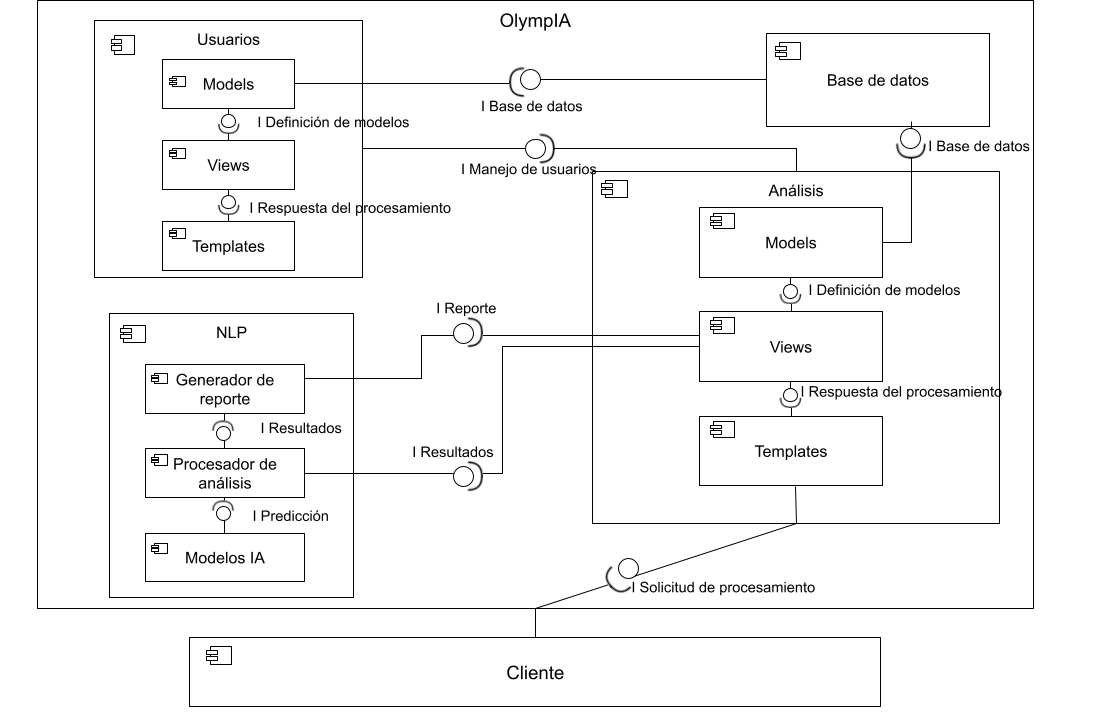 OlympIA
Usuarios
Models
I Definición de modelos
Views
I Respuesta del procesamiento
Templates
I Base de datos
Base de datos
I Base de datos
I Manejo de usuarios
Análisis
Models
I Definición de modelos
Views
I Respuesta del procesamiento
Templates
I Reporte
NLP
Generador de
reporte
I Resultados
I Resultados
Procesador de
análisis
I Predicción
Modelos IA
I Solicitud de procesamiento
Cliente